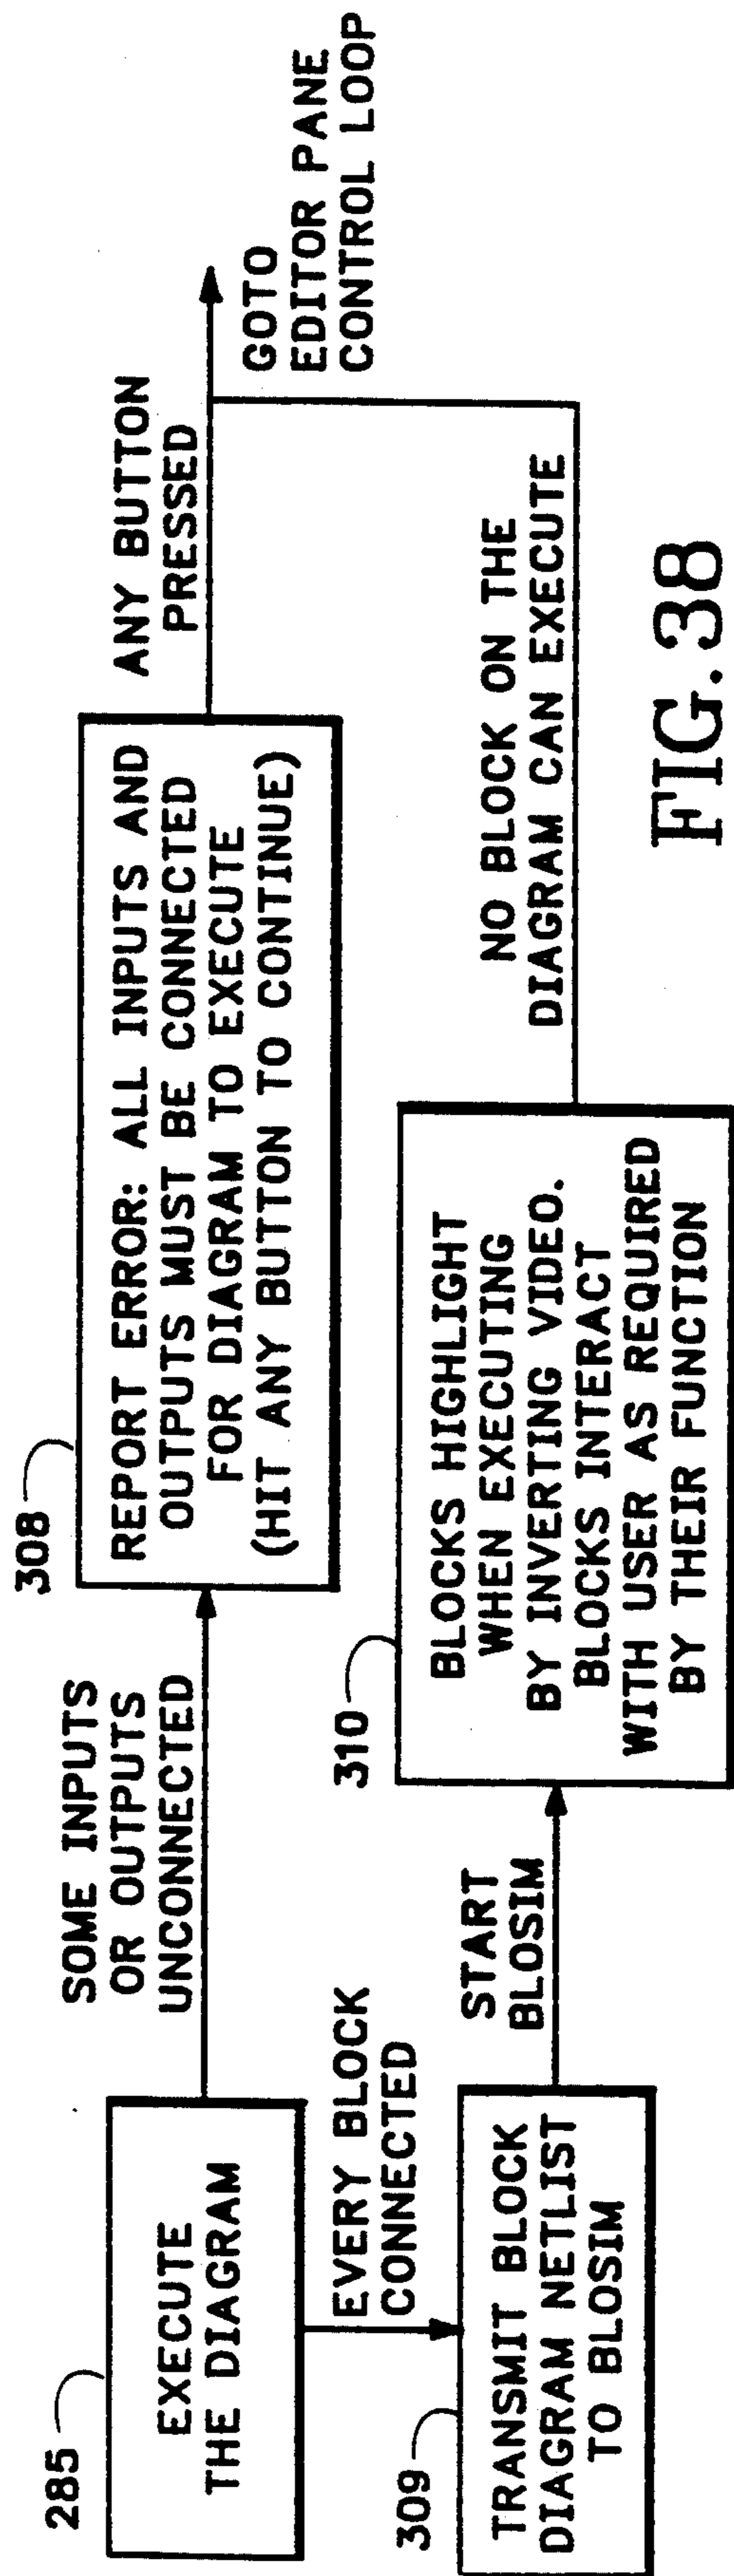 285
EXECUTE
THE DIAGRAM
SOME INPUTS
OR OUTPUTS
UNCONNECTED
308
REPORT ERROR: ALL INPUTS AND
OUTPUTS MUST BE CONNECTED
FOR DIAGRAM TO EXECUTE
(HIT ANY BUTTON TO CONTINUE)
ANY BUTTON
PRESSED
GOTO
EDITOR PANE
CONTROL LOOP
EVERY BLOCK
CONNECTED
309
TRANSMIT BLOCK
DIAGRAM NETLIST
TO BLOSIM
START
BLOSIM
310
BLOCKS HIGHLIGHT
WHEN EXECUTING
BY INVERTING VIDEO.
BLOCKS INTERACT
WITH USER AS REQUIRED
BY THEIR FUNCTION
NO BLOCK ON THE
DIAGRAM CAN EXECUTE
FIG. 38